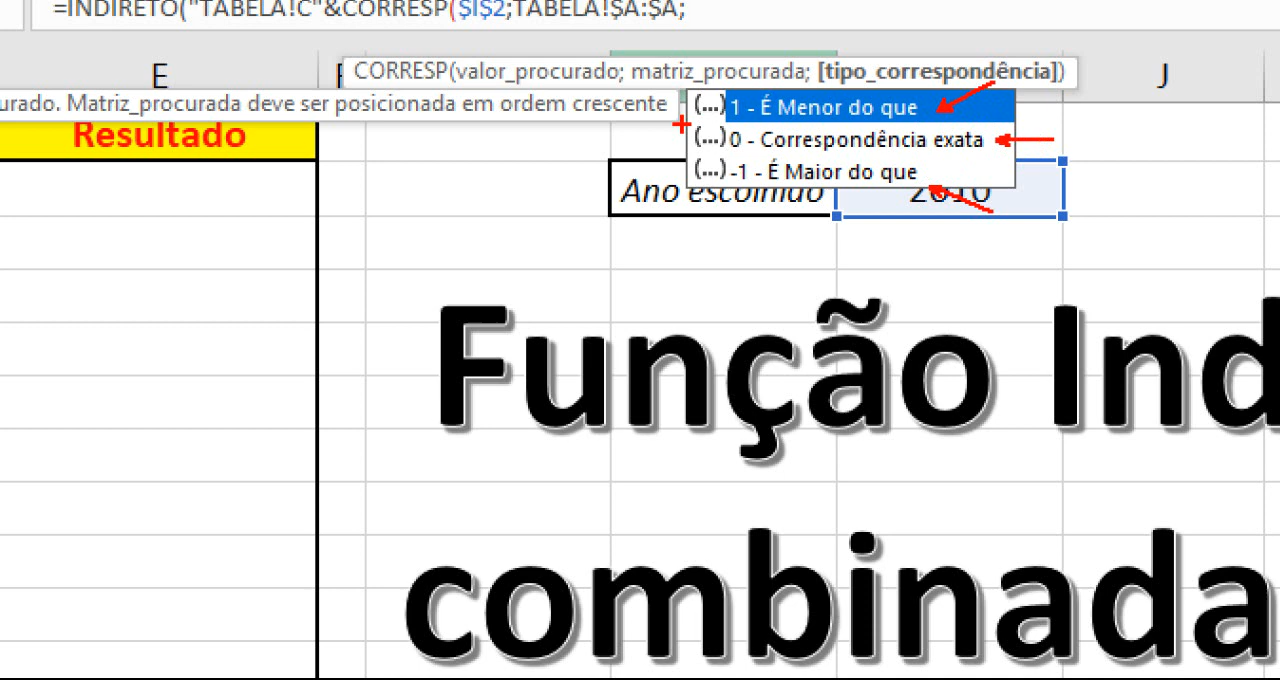 =INDIRETO("TABELA!C"&CORRESP($I$2;TABELA!$A:$A;
E
J
CORRESP(valor_procurado; matriz_procurada; [tipo_correspondência])
urado. Matriz_procurada deve ser posicionada em ordem crescente
(...) 1 - É Menor do que
(...) 0 - Correspondência exata
(...) -1 - É Maior do que
Resultado
Ano escolhido
2010
Função Ind
combinada